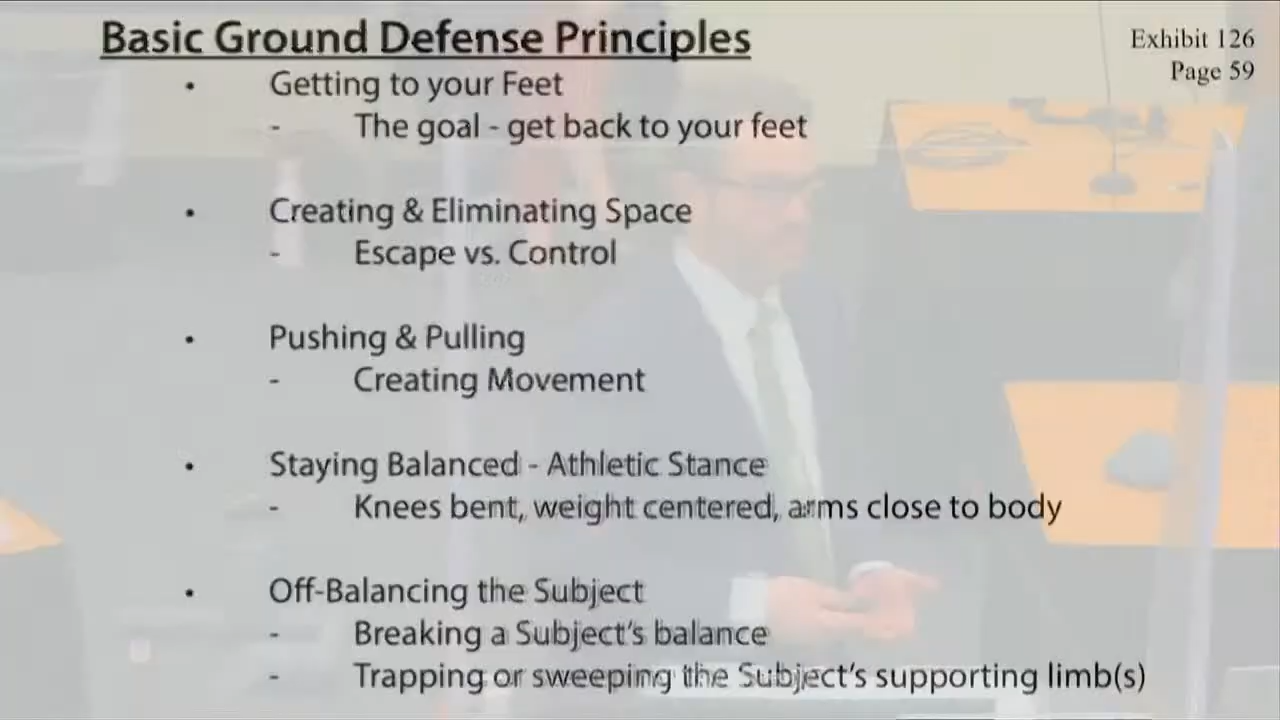 Basic Ground Defense Principles
Exhibit 126
Page 59
• Getting to your Feet
- The goal - get back to your feet
• Creating & Eliminating Space
- Escape vs. Control
• Pushing & Pulling
- Creating Movement
• Staying Balanced - Athletic Stance
- Knees bent, weight centered, arms close to body
• Off-Balancing the Subject
- Breaking a Subject's balance
- Trapping or sweeping the Subject's supporting limb(s)